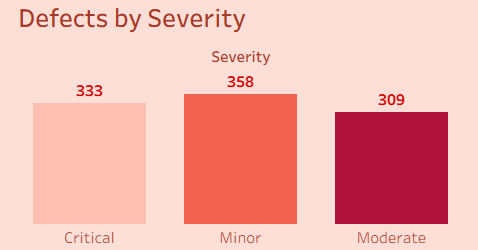 Defects by Severity
Severity
333
358
309
Critical
Minor
Moderate